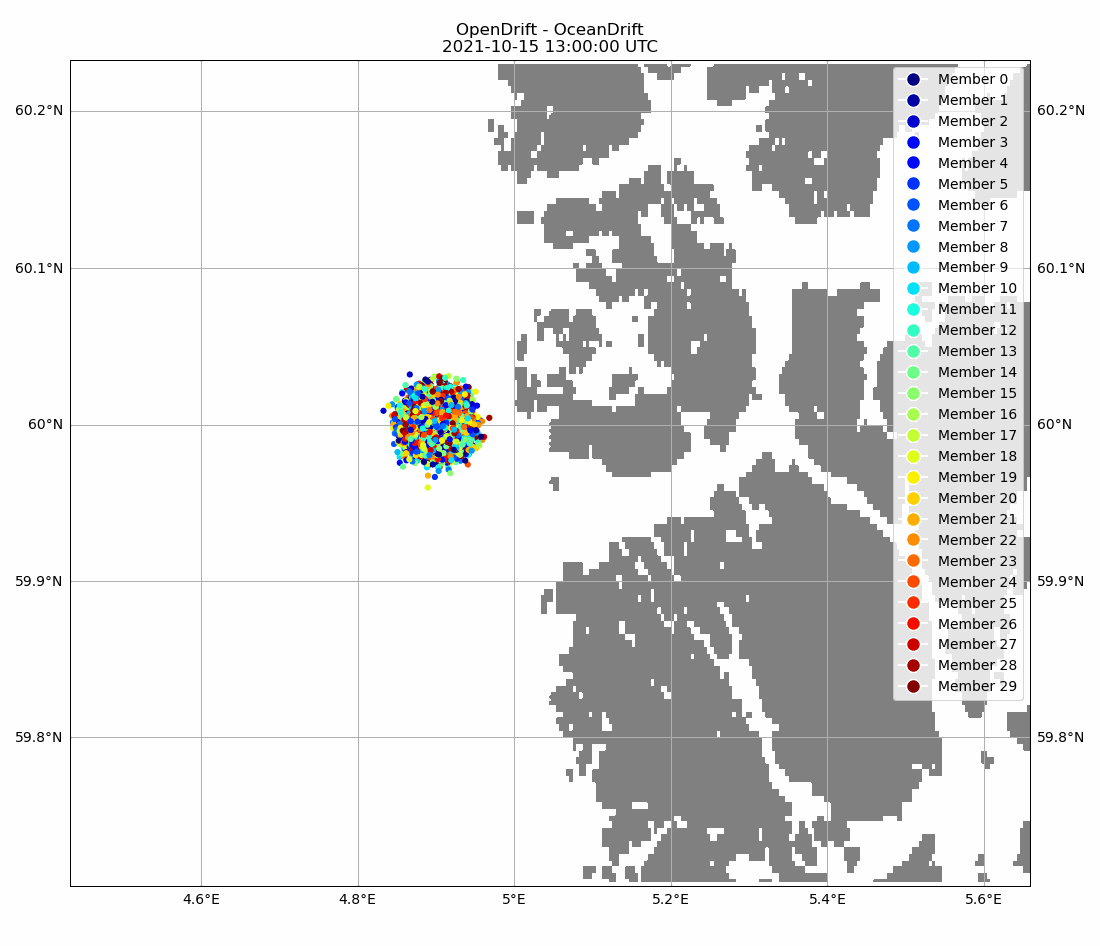 OpenDrift - OceanDrift
2021-10-15 13:00:00 UTC
60.2°N
60.1°N
60°N
59.9°N
59.8°N
60.2°N
60.1°N
60°N
59.9°N
59.8°N
Member 0
Member 1
Member 2
Member 3
Member 4
Member 5
Member 6
Member 7
Member 8
Member 9
Member 10
Member 11
Member 12
Member 13
Member 14
Member 15
Member 16
Member 17
Member 18
Member 19
Member 20
Member 21
Member 22
Member 23
Member 24
Member 25
Member 26
Member 27
Member 28
Member 29
4.6°E 4.8°E 5°E 5.2°E 5.4°E 5.6°E